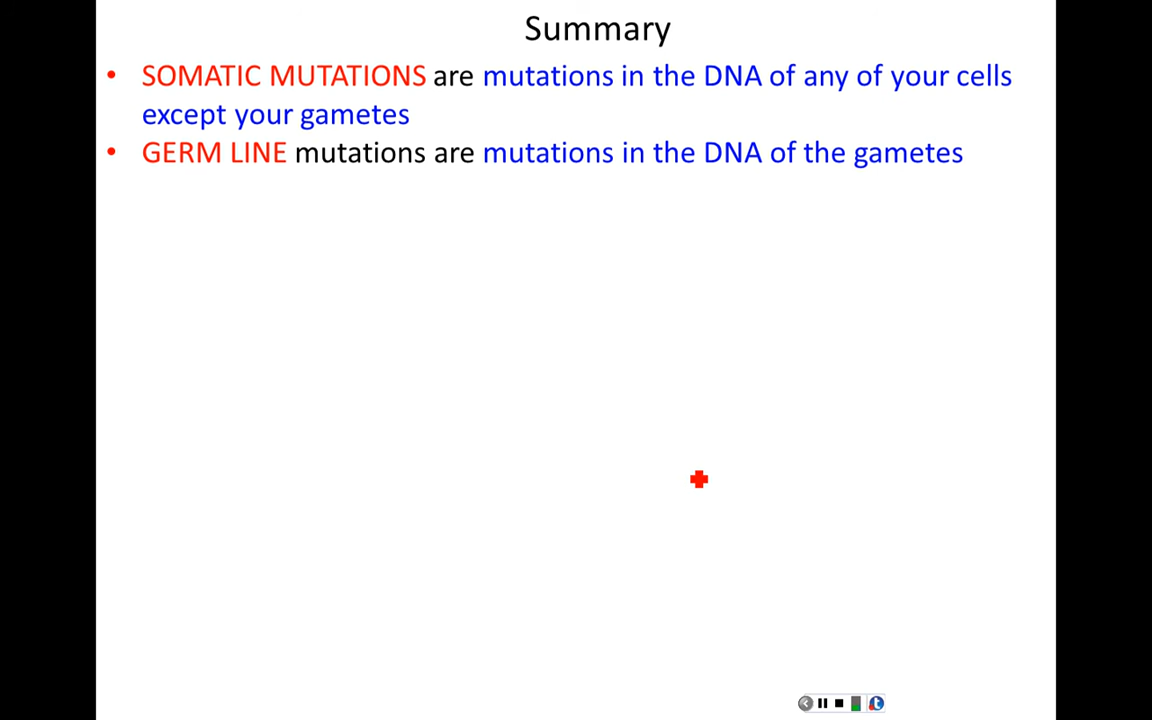 Summary
• SOMATIC MUTATIONS are mutations in the DNA of any of your cells
except your gametes
• GERM LINE mutations are mutations in the DNA of the gametes